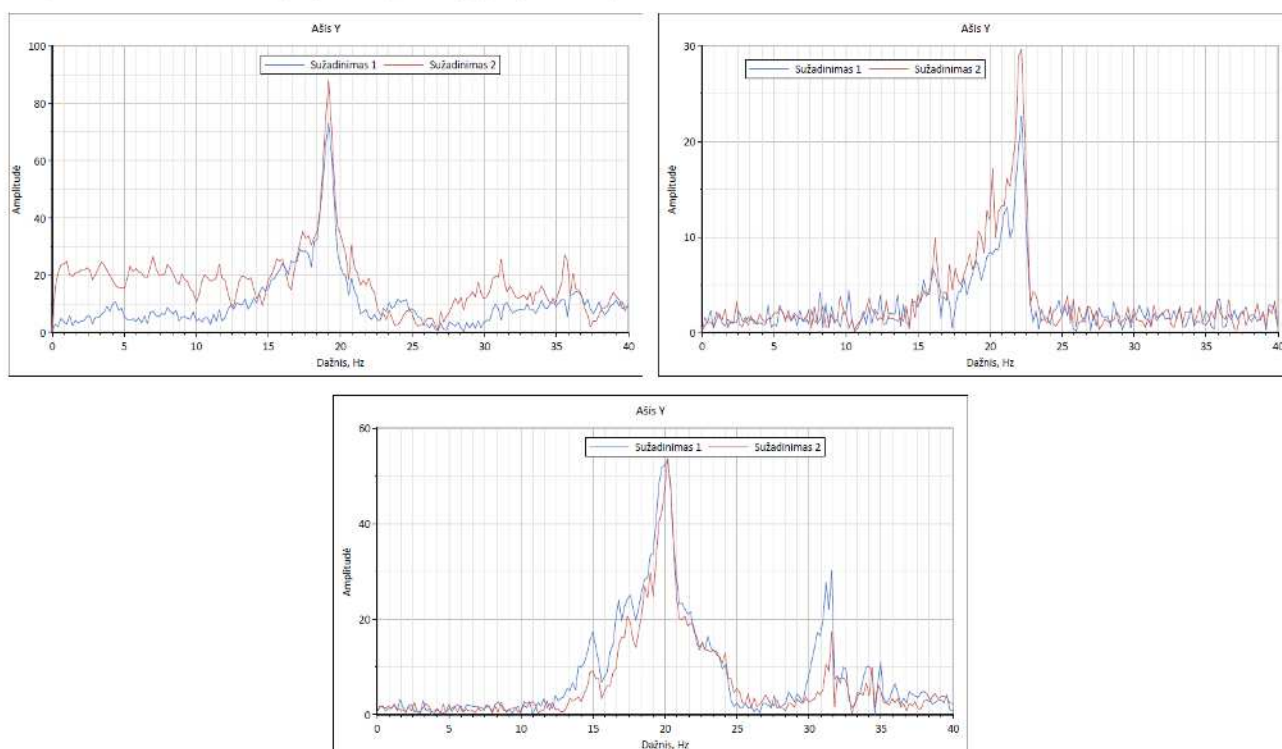 Ašis Y
Sužadinimas 1 Sužadinimas 2
100
80
60
40
20
0
Amplitudė
0 5 10 15 20 25 30 35 40
Dažnis, Hz
Ašis Y
Sužadinimas 1 Sužadinimas 2
30
20
10
0
Amplitudė
0 5 10 15 20 25 30 35 40
Dažnis, Hz
Ašis Y
Sužadinimas 1 Sužadinimas 2
60
40
20
0
Amplitudė
0 5 10 15 20 25 30 35 40
Dažnis, Hz